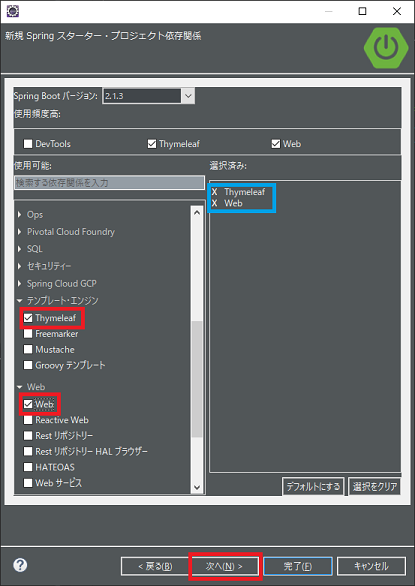 新規 Spring スターター・プロジェクト依存関係
Spring Boot バージョン: 2.1.3
使用頻度高:
DevTools Thymeleaf Web
使用可能:
検索する依存関係を入力
Ops
Pivotal Cloud Foundry
SQL
セキュリティー
Spring Cloud GCP
テンプレート・エンジン
Thymeleaf
Freemarker
Mustache
Groovy テンプレート
Web
Web
Reactive Web
Rest リポジトリー
Rest リポジトリー HAL ブラウザー
HATEOAS
Web サービス
選択済み:
X Thymeleaf
X Web
デフォルトにする 選択をクリア
? < 戻る(B) 次へ(N) > 完了(F) キャンセル